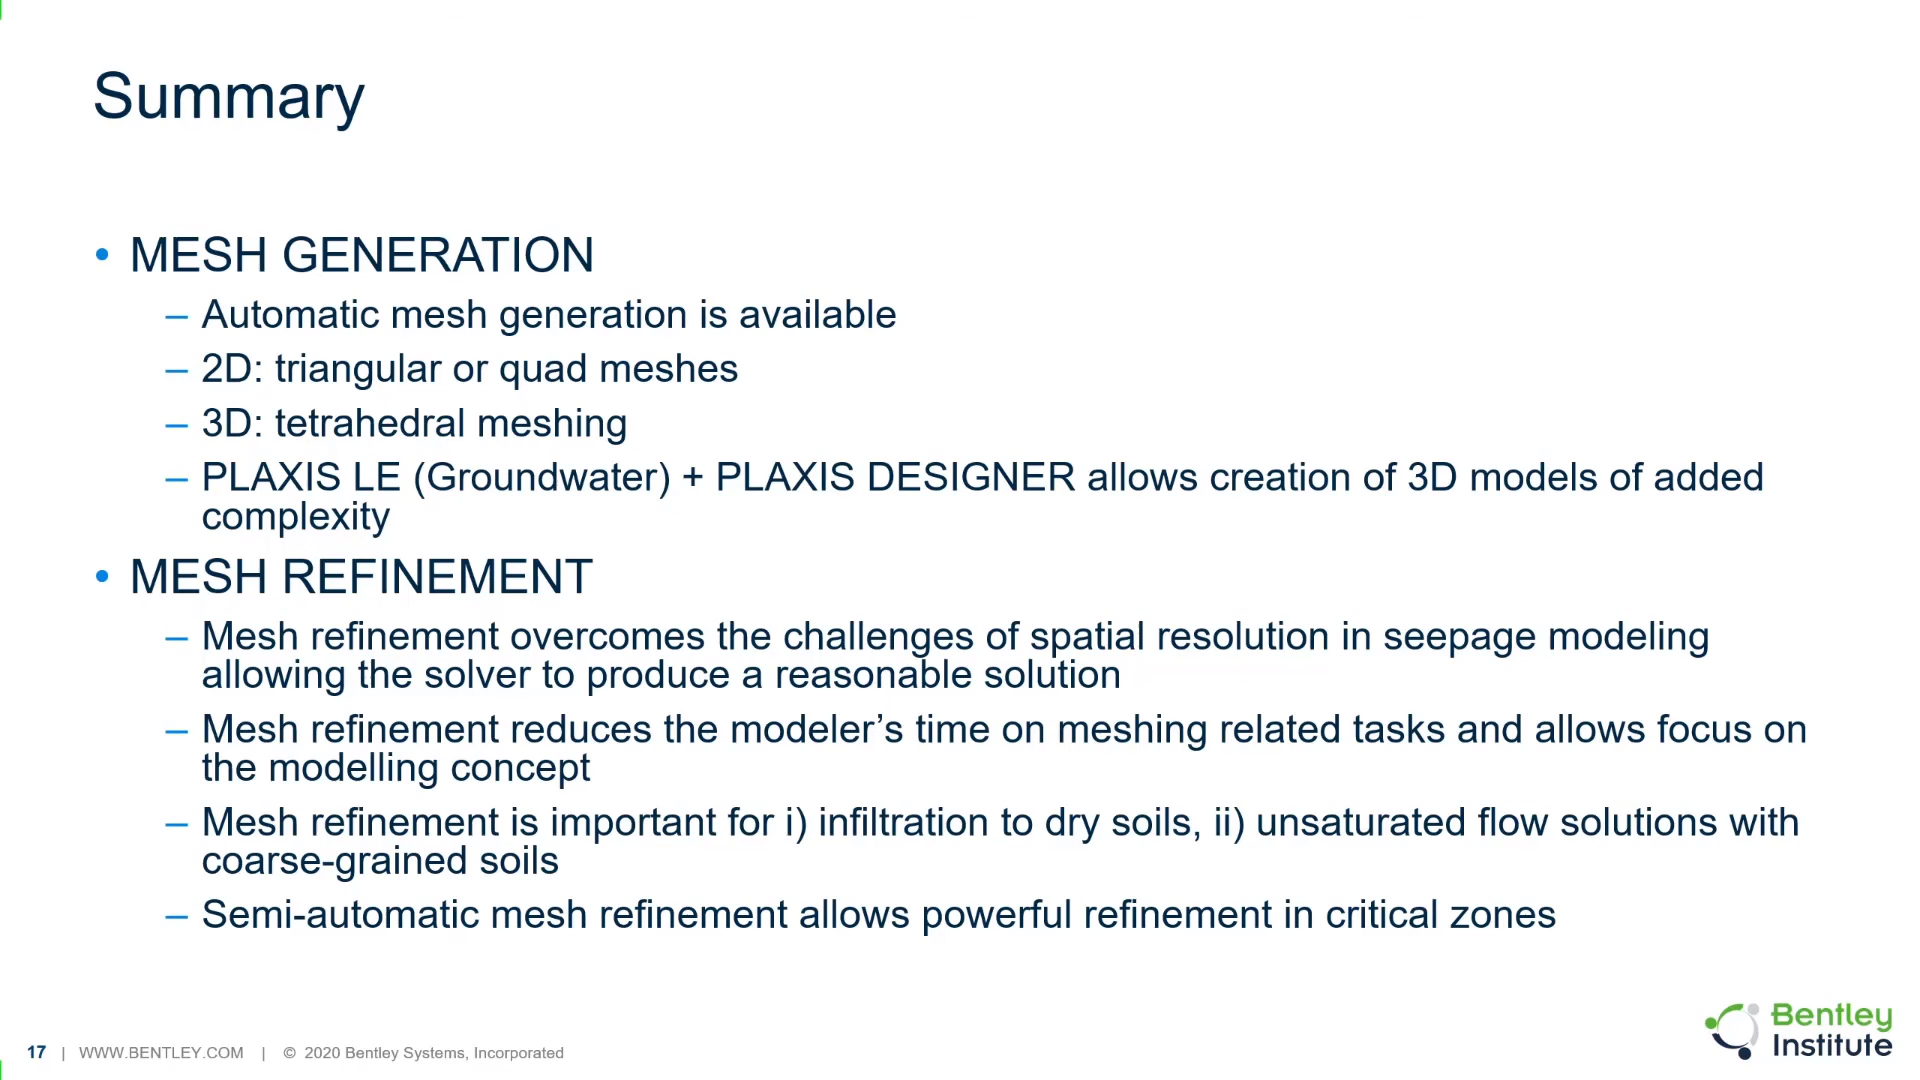 Summary
• MESH GENERATION
– Automatic mesh generation is available
– 2D: triangular or quad meshes
– 3D: tetrahedral meshing
– PLAXIS LE (Groundwater) + PLAXIS DESIGNER allows creation of 3D models of added
complexity
• MESH REFINEMENT
– Mesh refinement overcomes the challenges of spatial resolution in seepage modeling
allowing the solver to produce a reasonable solution
– Mesh refinement reduces the modeler’s time on meshing related tasks and allows focus on
the modelling concept
– Mesh refinement is important for i) infiltration to dry soils, ii) unsaturated flow solutions with
coarse-grained soils
– Semi-automatic mesh refinement allows powerful refinement in critical zones
17 | WWW.BENTLEY.COM | © 2020 Bentley Systems, Incorporated
Bentley
Institute